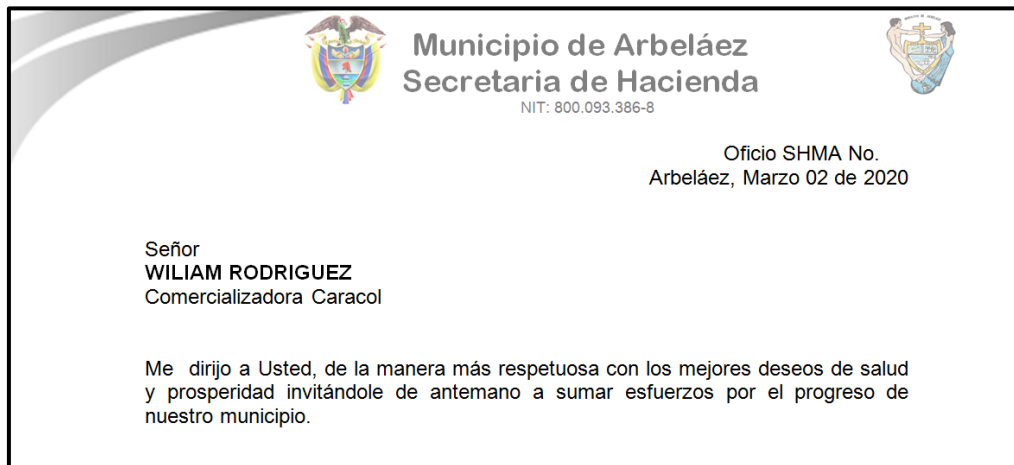 Municipio de Arbeláez
Secretaria de Hacienda
NIT: 800.093.386-8
Oficio SHMA No.
Arbeláez, Marzo 02 de 2020
Señor
WILIAM RODRIGUEZ
Comercializadora Caracol
Me dirijo a Usted, de la manera más respetuosa con los mejores deseos de salud
y prosperidad invitándole de antemano a sumar esfuerzos por el progreso de
nuestro municipio.